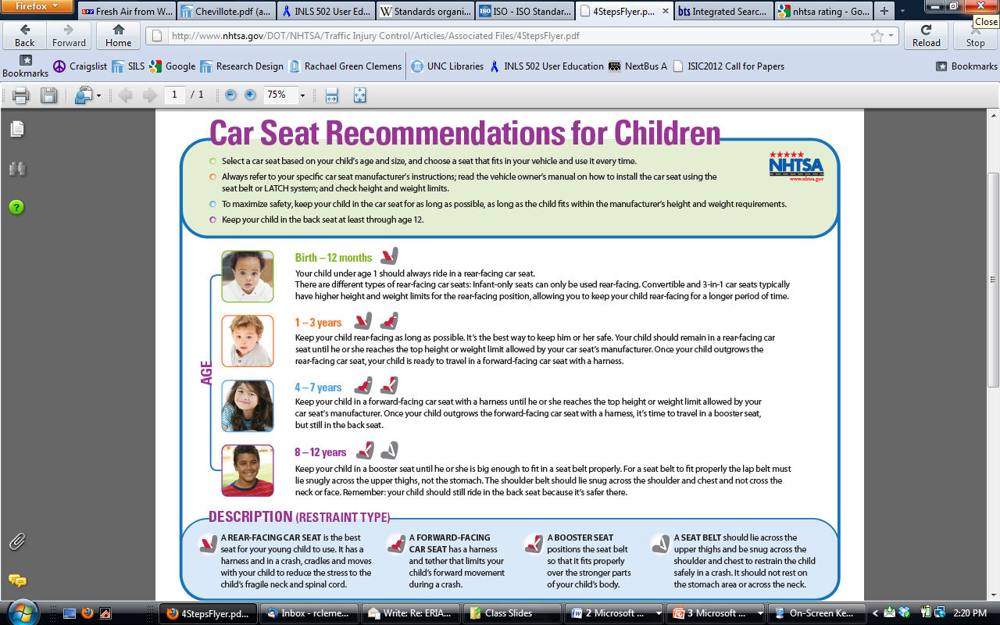 Firefox
Fresh Air from W...
Chevillote.pdf (a...
INLS 502 User Ed...
Standards organi...
ISO - ISO Standar...
4StepsFlyer.p...
bts Integrated Searc...
nhtsa rating - Go...
Close
Back
Forward
Home
http://www.nhtsa.gov/DOT/NHTSA/Traffic Injury Control/Articles/Associated Files/4StepsFlyer.pdf
Reload
Stop
Bookmarks
Craigslist
SILS
Google
Research Design
Rachael Green Clemens
UNC Libraries
INLS 502 User Education
NextBus A
ISIC2012 Call for Papers
Bookmarks
1 / 1
75%
Car Seat Recommendations for Children
Select a car seat based on your child's age and size, and choose a seat that fits in your vehicle and use it every time.
Always refer to your specific car seat manufacturer's instructions; read the vehicle owner's manual on how to install the car seat using the
seat belt or LATCH system; and check height and weight limits.
To maximize safety, keep your child in the car seat for as long as possible, as long as the child fits within the manufacturer's height and weight requirements.
Keep your child in the back seat at least through age 12.
NHTSA
www.nhtsa.gov
AGE
Birth – 12 months
Your child under age 1 should always ride in a rear-facing car seat.
There are different types of rear-facing car seats: Infant-only seats can only be used rear-facing. Convertible and 3-in-1 car seats typically
have higher height and weight limits for the rear-facing position, allowing you to keep your child rear-facing for a longer period of time.
1 – 3 years
Keep your child rear-facing as long as possible. It's the best way to keep him or her safe. Your child should remain in a rear-facing car
seat until he or she reaches the top height or weight limit allowed by your car seat's manufacturer. Once your child outgrows the
rear-facing car seat, your child is ready to travel in a forward-facing car seat with a harness.
4 – 7 years
Keep your child in a forward-facing car seat with a harness until he or she reaches the top height or weight limit allowed by your
car seat's manufacturer. Once your child outgrows the forward-facing car seat with a harness, it's time to travel in a booster seat,
but still in the back seat.
8 – 12 years
Keep your child in a booster seat until he or she is big enough to fit in a seat belt properly. For a seat belt to fit properly the lap belt must
lie snugly across the upper thighs, not the stomach. The shoulder belt should lie snug across the shoulder and chest and not cross the
neck or face. Remember: your child should still ride in the back seat because it's safer there.
DESCRIPTION (RESTRAINT TYPE)
A REAR-FACING CAR SEAT is the best
seat for your young child to use. It has a
harness and in a crash, cradles and moves
with your child to reduce the stress to the
child's fragile neck and spinal cord.
A FORWARD-FACING
CAR SEAT has a harness
and tether that limits your
child's forward movement
during a crash.
A BOOSTER SEAT
positions the seat belt
so that it fits properly
over the stronger parts
of your child's body.
A SEAT BELT should lie across the
upper thighs and be snug across the
shoulder and chest to restrain the child
safely in a crash. It should not rest on
the stomach area or across the neck.
4StepsFlyer.pd...
Inbox - rcleme...
Write: Re: ERIA...
Class Slides
2 Microsoft ...
3 Microsoft ...
On-Screen Ke...
2:20 PM